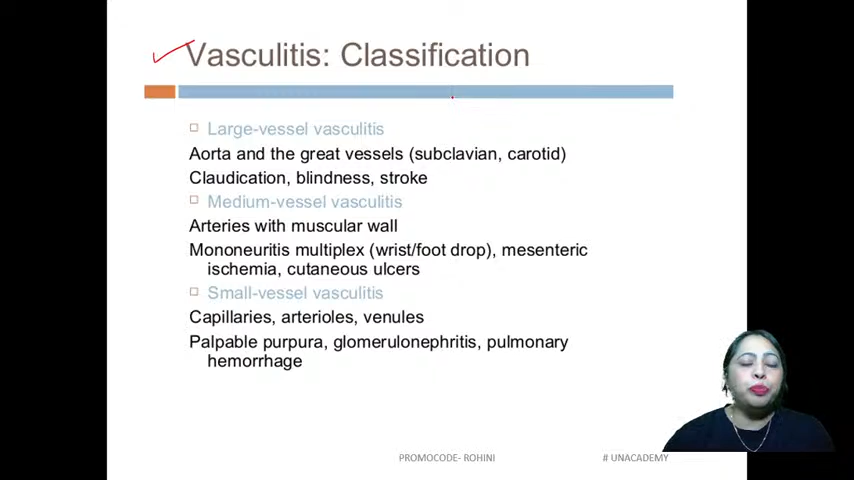 Vasculitis: Classification
Large-vessel vasculitis
Aorta and the great vessels (subclavian, carotid)
Claudication, blindness, stroke
Medium-vessel vasculitis
Arteries with muscular wall
Mononeuritis multiplex (wrist/foot drop), mesenteric
ischemia, cutaneous ulcers
Small-vessel vasculitis
Capillaries, arterioles, venules
Palpable purpura, glomerulonephritis, pulmonary
hemorrhage
PROMOCODE- ROHINI
# UNACADEMY